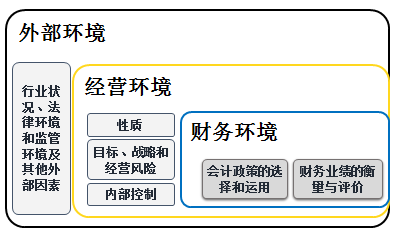 外部环境
行业状
况、法
律环境
和监管
环境及
其他外
部因素
经营环境
性质
目标、战略和
经营风险
内部控制
财务环境
会计政策的选
择和运用
财务业绩的衡
量与评价